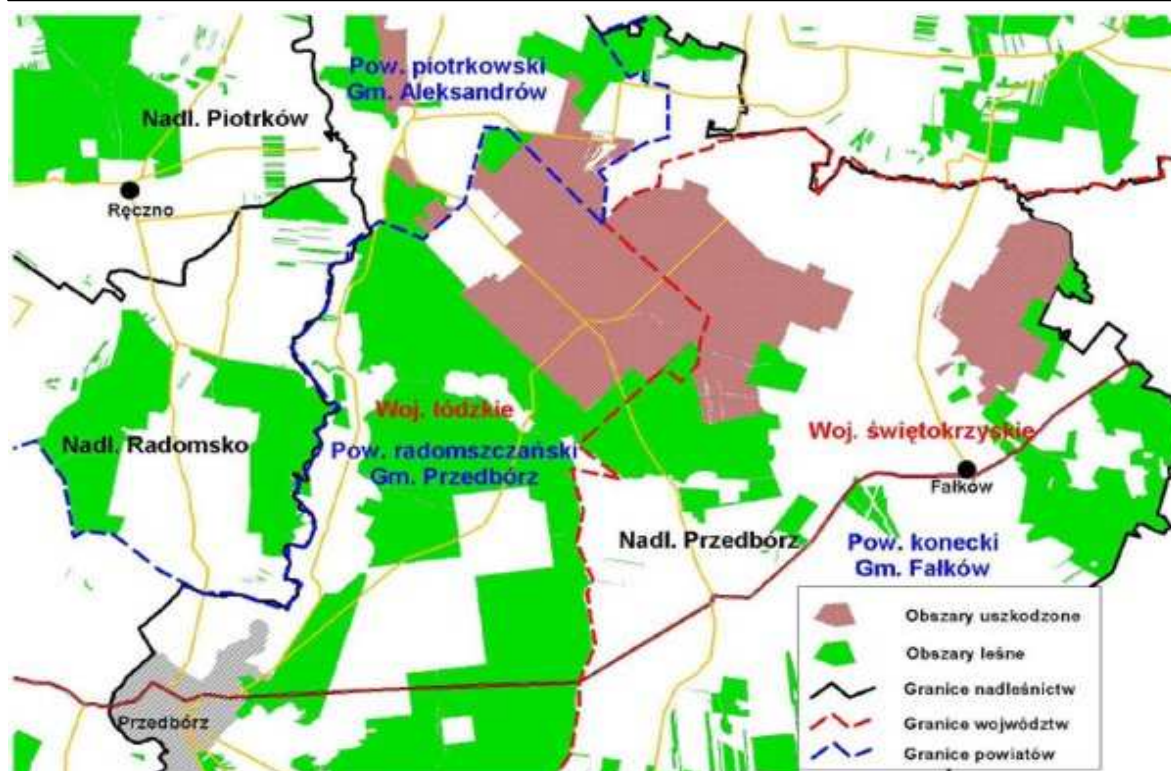 Pow. piotrkowski
Gm. Aleksandrów
Nadl. Piotrków
Ręczno
Woj. łódzkie
Nadl. Radomsko
Pow. radomszczański
Gm. Przedbórz
Woj. świętokrzyskie
Fałków
Nadl. Przedbórz
Pow. konecki
Gm. Fałków
Przedbórz
Obszary uszkodzone
Obszary leśne
Granice nadleśnictw
Granice wojewódZtw
Granice powiatów